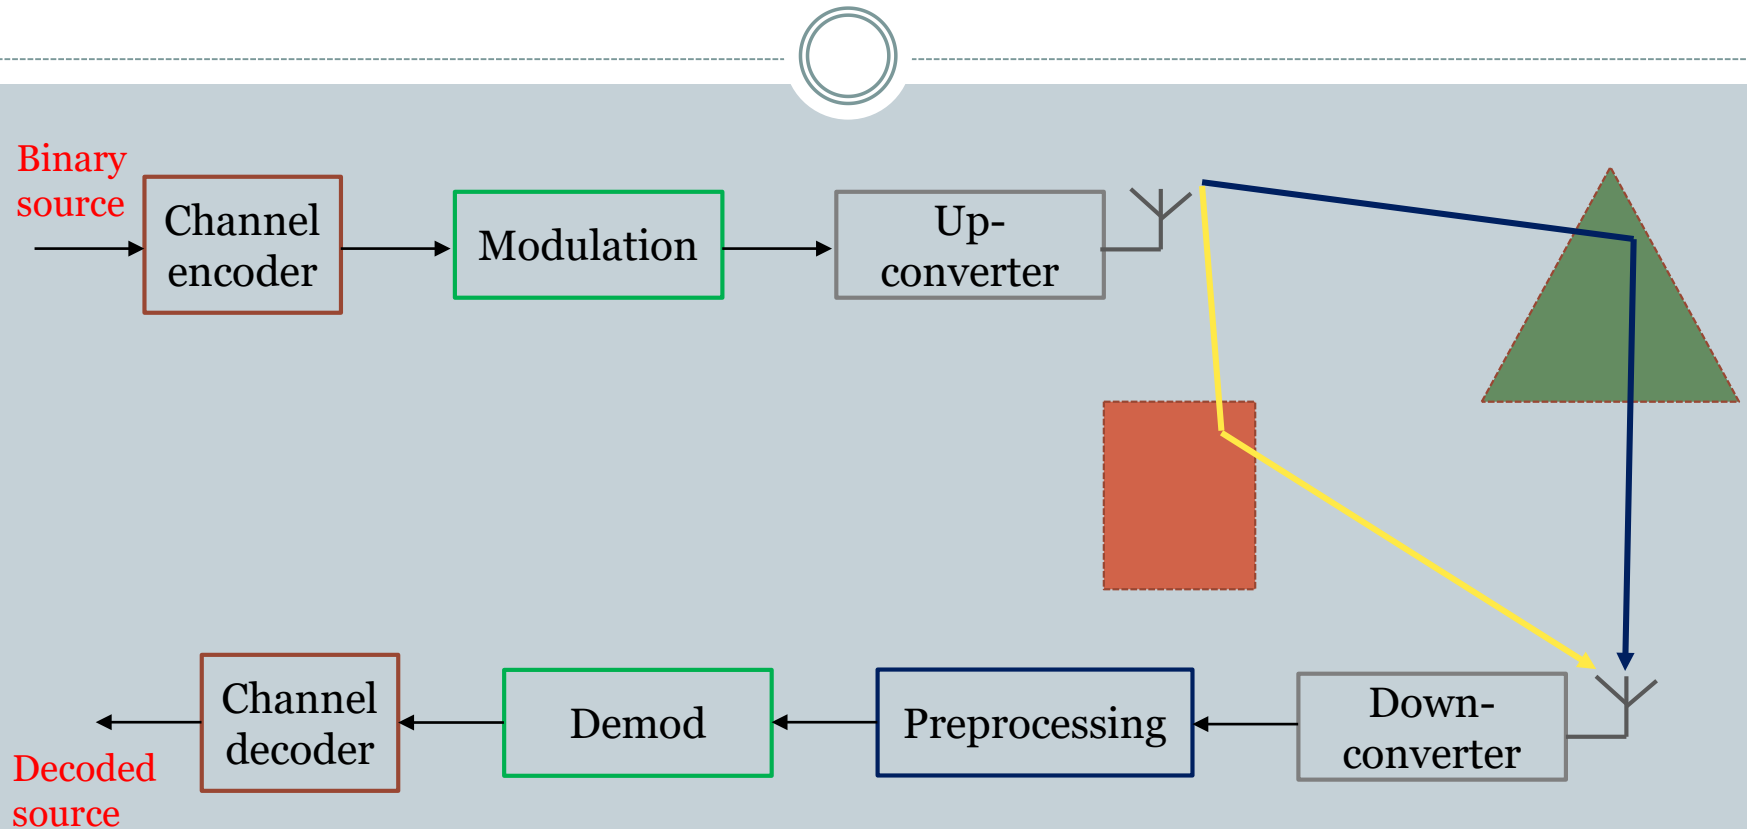 Binary
source
Channel
encoder
Modulation
Up-
converter
Channel
decoder
Demod
Preprocessing
Down-
converter
Decoded
source